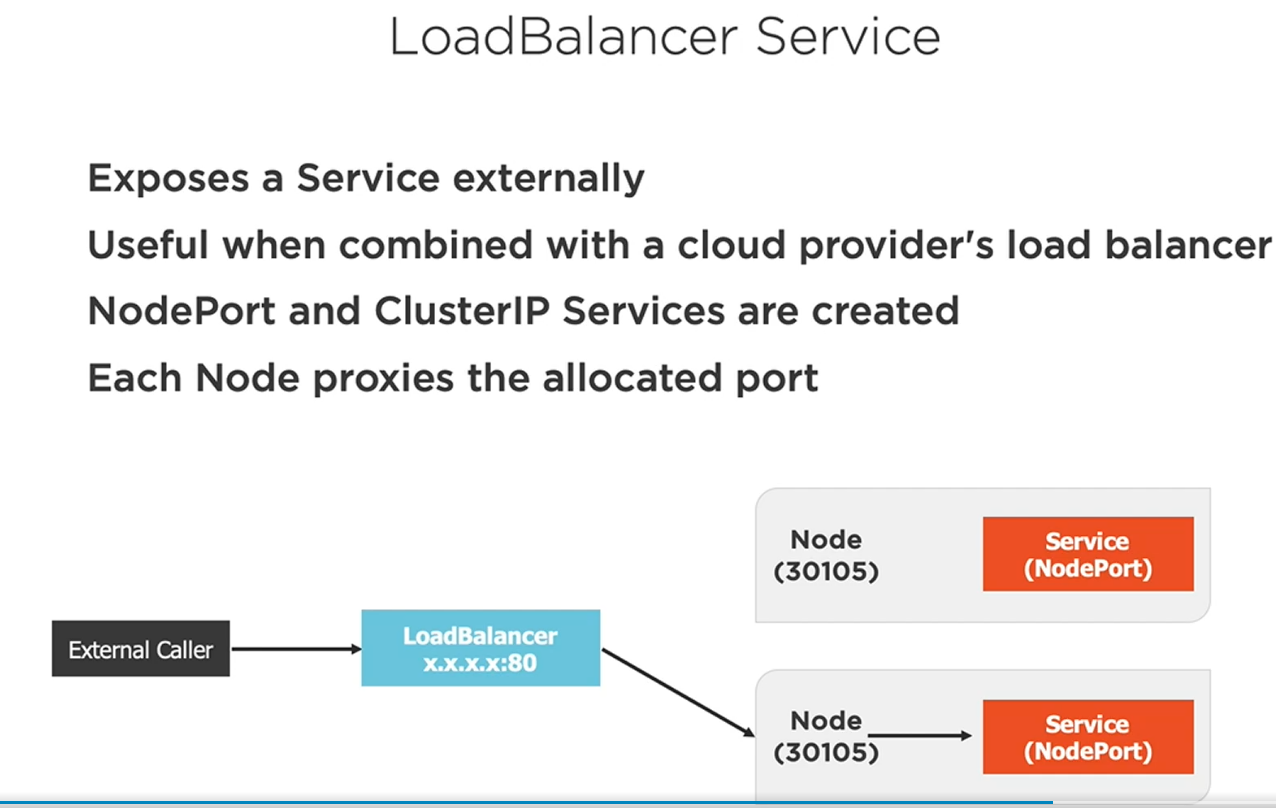 LoadBalancer Service
Exposes a Service externally
Useful when combined with a cloud provider's load balancer
NodePort and ClusterIP Services are created
Each Node proxies the allocated port
Node
(30105)
Service
(NodePort)
External Caller
LoadBalancer
x.x.x.x:80
Node
(30105)
Service
(NodePort)